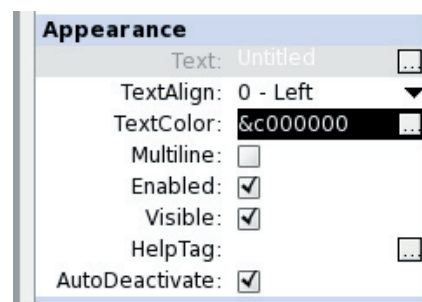 Appearance
Text: Untitled ...
TextAlign: 0 - Left
TextColor: &c000000 ...
Multiline:
Enabled:
Visible:
HelpTag: ...
AutoDeactivate: